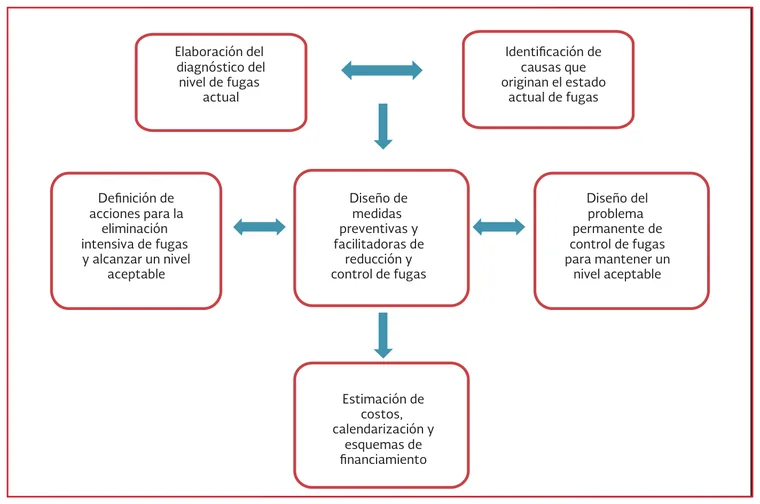 Elaboración del
diagnóstico del
nivel de fugas
actual
Identificación de
causas que
originan el estado
actual de fugas
Definición de
acciones para la
eliminación
intensiva de fugas
y alcanzar un nivel
aceptable
Diseño de
medidas
preventivas y
facilitadoras de
reducción y
control de fugas
Diseño del
problema
permanente de
control de fugas
para mantener un
nivel aceptable
Estimación de
costos,
calendarización y
esquemas de
financiamiento